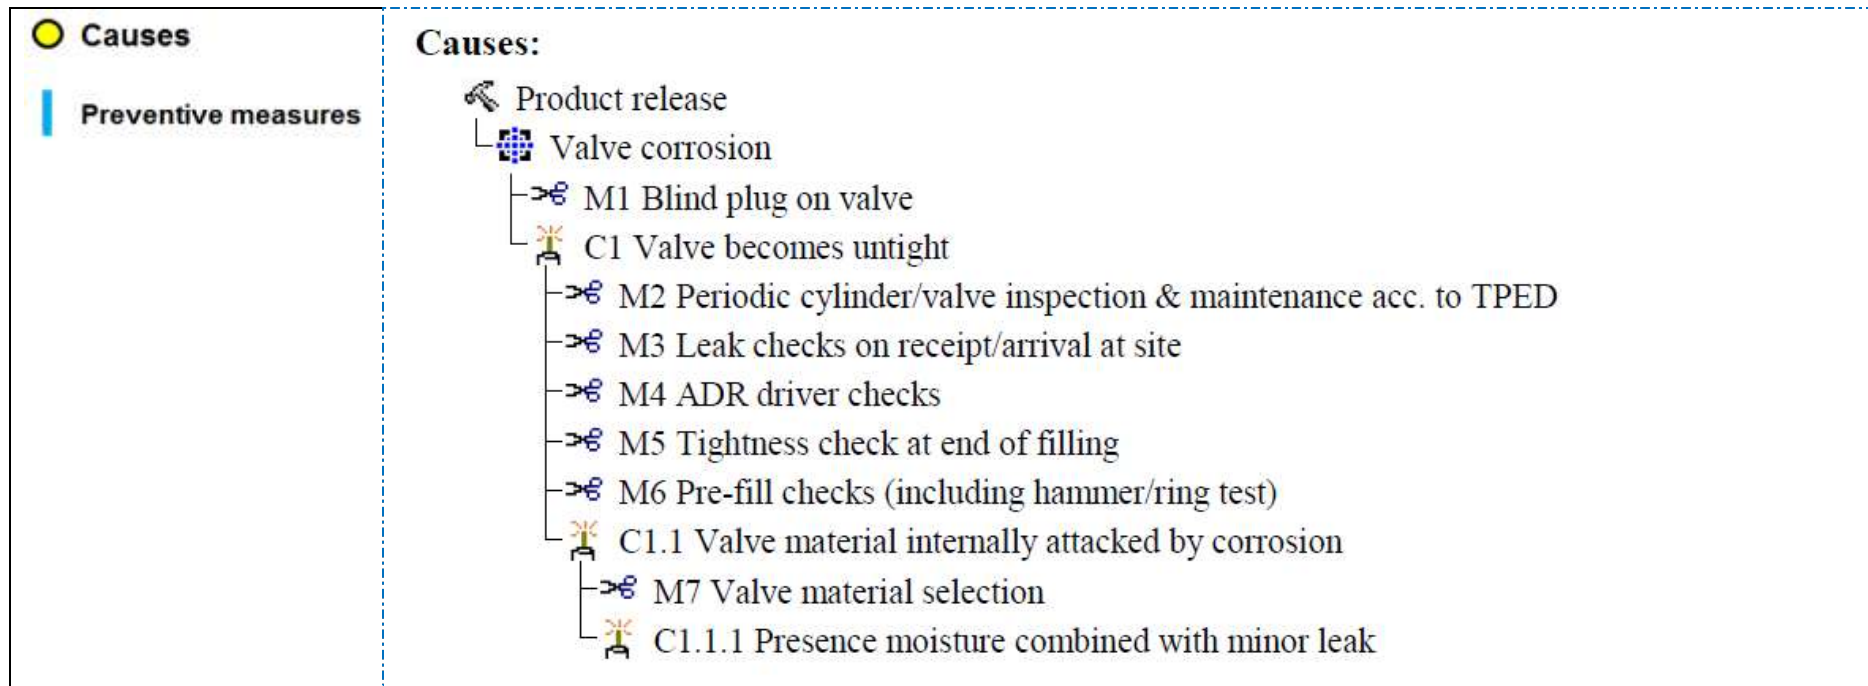 Causes
Preventive measures
Causes:
Product release
Valve corrosion
M1 Blind plug on valve
C1 Valve becomes untight
M2 Periodic cylinder/valve inspection & maintenance acc. to TPED
M3 Leak checks on receipt/arrival at site
M4 ADR driver checks
M5 Tightness check at end of filling
M6 Pre-fill checks (including hammer/ring test)
C1.1 Valve material internally attacked by corrosion
M7 Valve material selection
C1.1.1 Presence moisture combined with minor leak